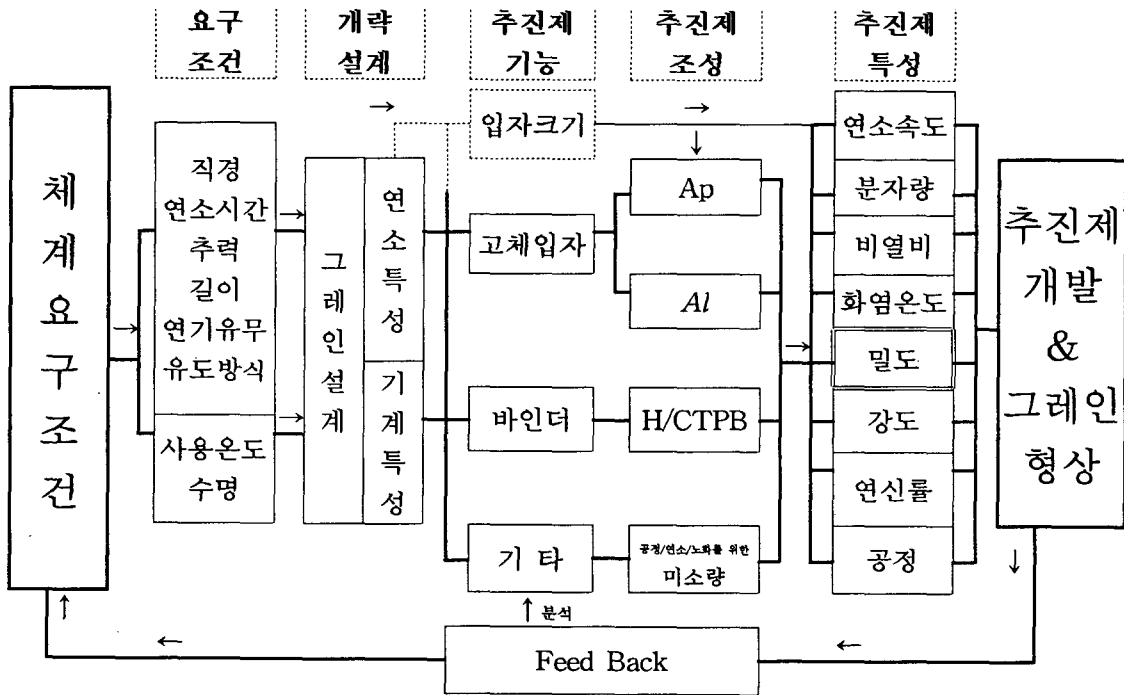 요구
조건
개략
설계
추진제
기능
추진제
조성
추진재
특성
체
계
요
구
조
건
직경
연소시간
추력
길이
연기유무
유도방식
사용온도
수명
그
레
인
설
계
연
소
특
성
기
계
특
성
입자크기
고체입자
바인더
기 타
Ap
Al
H/CTPB
공정/연소/노화를 위한
미소량
연소속도
분자량
비열비
화염온도
밀도
강도
연신률
공정
추진제
개발
&
그레인
형상
분석
Feed Back